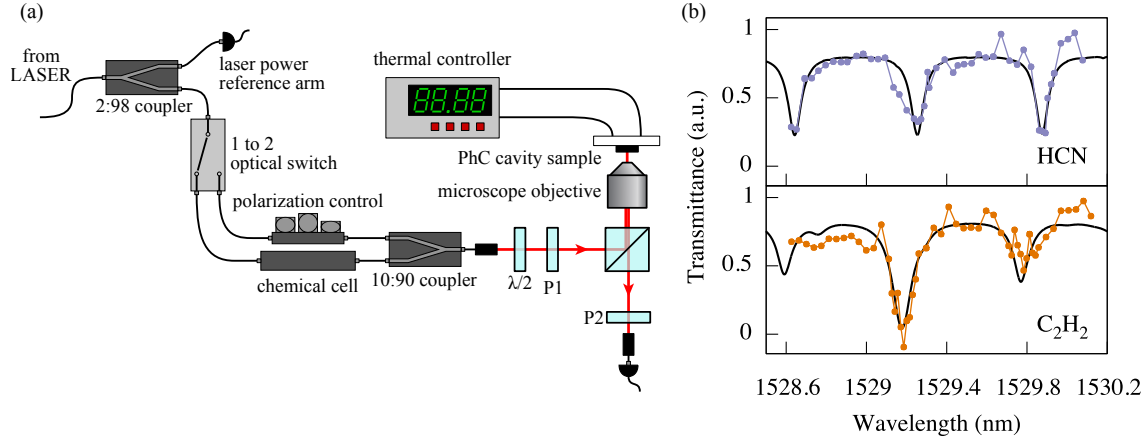 (a)
from
LASER
2:98 coupler
laser power
reference arm
1 to 2
optical switch
polarization control
chemical cell
10:90 coupler
thermal controller
88.88
PhC cavity sample
microscope objective
λ/2
P1
P2
(b)
Transmittance (a.u.)
1
0.5
0
HCN
1
0.5
0
C₂H₂
1528.6 1529 1529.4 1529.8 1530.2
Wavelength (nm)